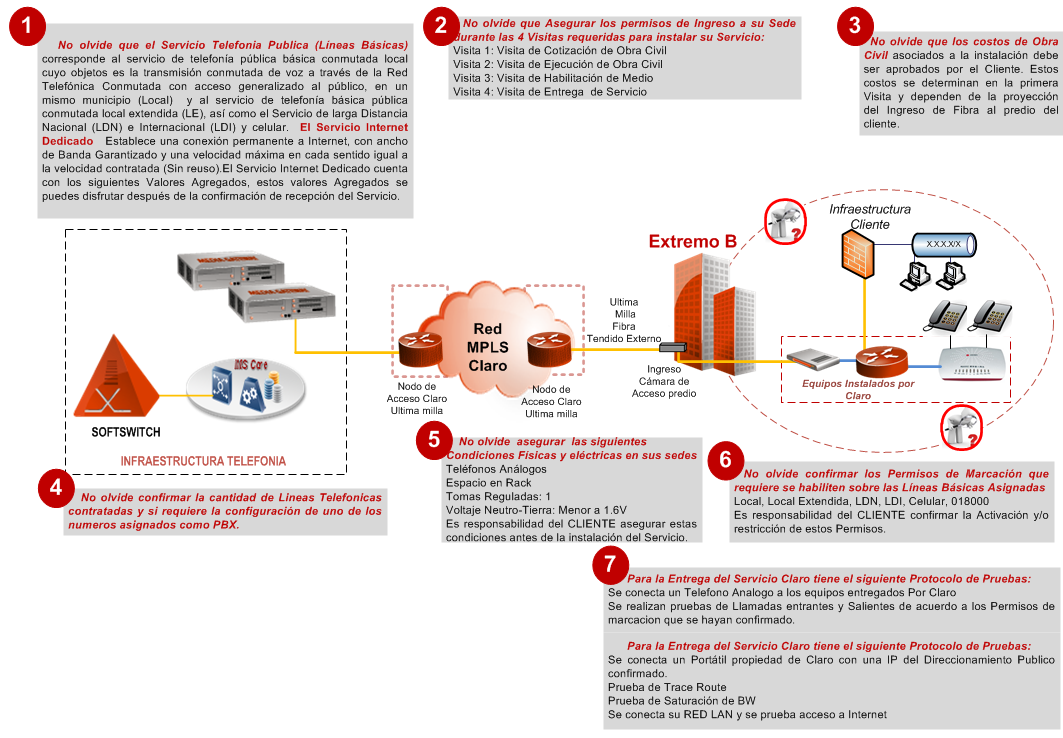 1
No olvide que el Servicio Telefonía Publica (Líneas Básicas)
corresponde al servicio de telefonía pública básica conmutada local
cuyo objetos es la transmisión conmutada de voz a través de la Red
Telefónica Conmutada con acceso generalizado al público, en un
mismo municipio (Local) y al servicio de telefonía básica pública
conmutada local extendida (LE), así como el Servicio de larga Distancia
Nacional (LDN) e Internacional (LDI) y celular. El Servicio Internet
Dedicado Establece una conexión permanente a Internet, con ancho
de Banda Garantizado y una velocidad máxima en cada sentido igual a
la velocidad contratada (Sin reuso).El Servicio Internet Dedicado cuenta
con los siguientes Valores Agregados, estos valores Agregados se
puedes disfrutar después de la confirmación de recepción del Servicio.
2
No olvide que Asegurar los permisos de Ingreso a su Sede
durante las 4 Visitas requeridas para instalar su Servicio:
Visita 1: Visita de Cotización de Obra Civil
Visita 2: Visita de Ejecución de Obra Civil
Visita 3: Visita de Habilitación de Medio
Visita 4: Visita de Entrega de Servicio
3
No olvide que los costos de Obra
Civil asociados a la instalación debe
ser aprobados por el Cliente. Estos
costos se determinan en la primera
Visita y dependen de la proyección
del Ingreso de Fibra al predio del
cliente.
MEDIA GATEWAY
IMS Core
SOFTSWITCH
INFRAESTRUCTURA TELEFONIA
Red
MPLS
Claro
Nodo de
Acceso Claro
Ultima milla
Nodo de
Acceso Claro
Ultima milla
Ultima
Milla
Fibra
Tendido Externo
Extremo B
Ingreso
Cámara de
Acceso predio
?
Infraestructura
Cliente
X.X.X.X/X
Equipos Instalados por
Claro
?
4
No olvide confirmar la cantidad de Lineas Telefonicas
contratadas y si requiere la configuración de uno de los
numeros asignados como PBX.
5
No olvide asegurar las siguientes
Condiciones Físicas y eléctricas en sus sedes
Teléfonos Análogos
Espacio en Rack
Tomas Reguladas: 1
Voltaje Neutro-Tierra: Menor a 1.6V
Es responsabilidad del CLIENTE asegurar estas
condiciones antes de la instalación del Servicio.
6
No olvide confirmar los Permisos de Marcación que
requiere se habiliten sobre las Líneas Básicas Asignadas
Local, Local Extendida, LDN, LDI, Celular, 018000
Es responsabilidad del CLIENTE confirmar la Activación y/o
restricción de estos Permisos.
7
Para la Entrega del Servicio Claro tiene el siguiente Protocolo de Pruebas:
Se conecta un Telefono Analogo a los equipos entregados Por Claro
Se realizan pruebas de Llamadas entrantes y Salientes de acuerdo a los Permisos de
marcacion que se hayan confirmado.
Para la Entrega del Servicio Claro tiene el siguiente Protocolo de Pruebas:
Se conecta un Portátil propiedad de Claro con una IP del Direccionamiento Publico
confirmado.
Prueba de Trace Route
Prueba de Saturación de BW
Se conecta su RED LAN y se prueba acceso a Internet